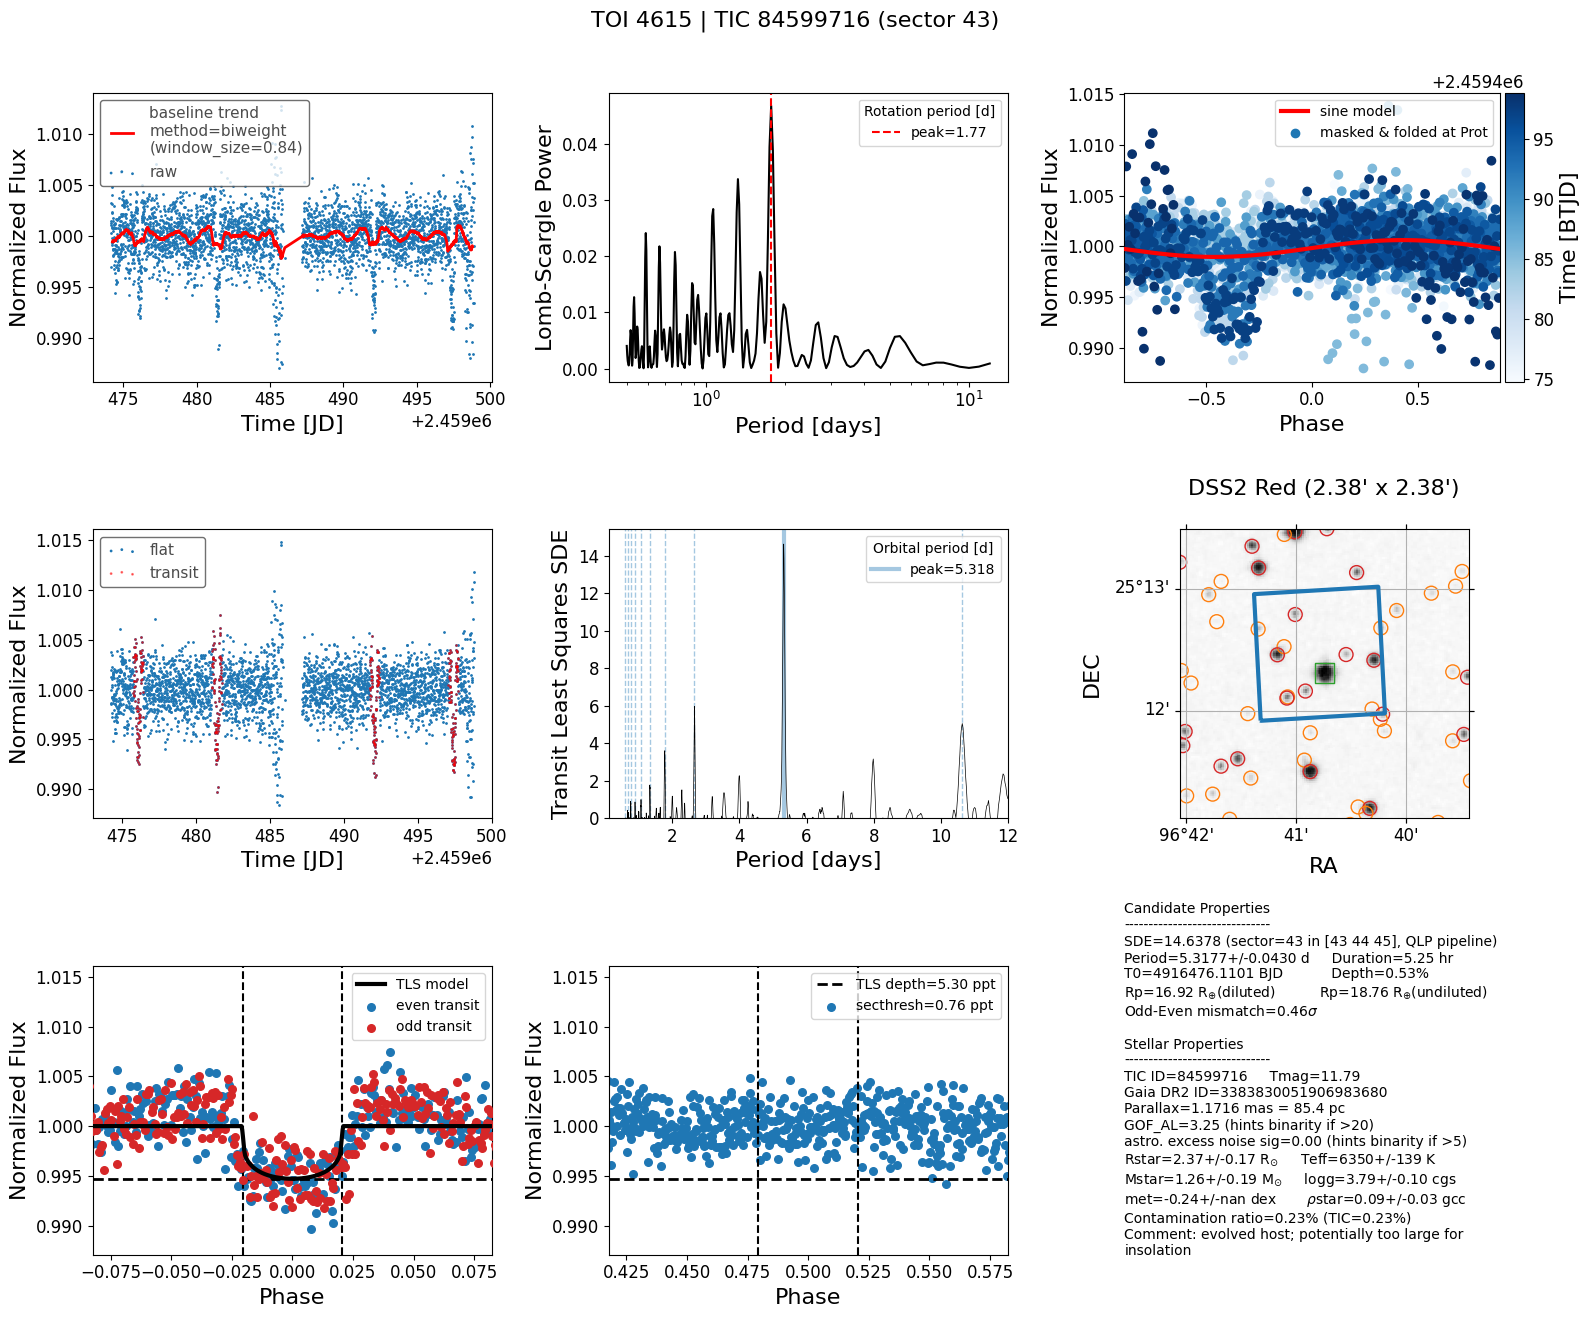 TOI 4615 | TIC 84599716 (sector 43)
Normalized Flux
1.010
1.005
1.000
0.995
0.990
baseline trend
method=biweight
(window_size=0.84)
raw
475 480 485 490 495 500
Time [JD]
+2.459e6
Lomb-Scargle Power
0.04
0.03
0.02
0.01
0.00
Rotation period [d]
peak=1.77
10⁰ 10¹
Period [days]
Normalized Flux
1.015
1.010
1.005
1.000
0.995
0.990
sine model
masked & folded at Prot
−0.5 0.0 0.5
Phase
+2.4594e6
95
90
85
80
75
Time [BTJD]
Normalized Flux
1.015
1.010
1.005
1.000
0.995
0.990
flat
transit
475 480 485 490 495 500
Time [JD]
+2.459e6
Transit Least Squares SDE
14
12
10
8
6
4
2
0
Orbital period [d]
peak=5.318
2 4 6 8 10 12
Period [days]
DSS2 Red (2.38' x 2.38')
DEC
25°13'
12'
96°42' 41' 40'
RA
Normalized Flux
1.015
1.010
1.005
1.000
0.995
0.990
TLS model
even transit
odd transit
−0.075 −0.050 −0.025 0.000 0.025 0.050 0.075
Phase
Normalized Flux
1.015
1.010
1.005
1.000
0.995
0.990
TLS depth=5.30 ppt
secthresh=0.76 ppt
0.425 0.450 0.475 0.500 0.525 0.550 0.575
Phase
Candidate Properties
------------------------------
SDE=14.6378 (sector=43 in [43 44 45], QLP pipeline)
Period=5.3177+/-0.0430 d Duration=5.25 hr
T0=4916476.1101 BJD Depth=0.53%
Rp=16.92 R⊕(diluted) Rp=18.76 R⊕(undiluted)
Odd-Even mismatch=0.46σ
Stellar Properties
------------------------------
TIC ID=84599716 Tmag=11.79
Gaia DR2 ID=3383830051906983680
Parallax=1.1716 mas = 85.4 pc
GOF_AL=3.25 (hints binarity if >20)
astro. excess noise sig=0.00 (hints binarity if >5)
Rstar=2.37+/-0.17 R⊙ Teff=6350+/-139 K
Mstar=1.26+/-0.19 M⊙ logg=3.79+/-0.10 cgs
met=-0.24+/-nan dex ρstar=0.09+/-0.03 gcc
Contamination ratio=0.23% (TIC=0.23%)
Comment: evolved host; potentially too large for
insolation